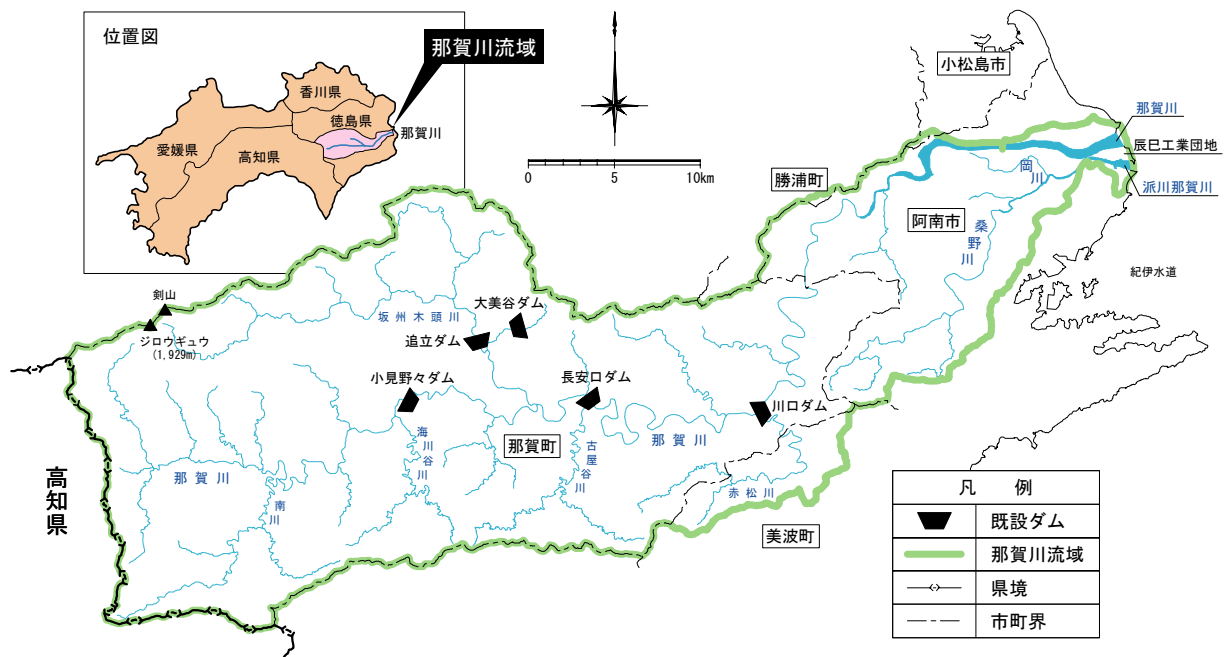 位置図
那賀川流域
香川県
徳島県
那賀川
愛媛県
高知県
0 5 10km
小松島市
那賀川
辰巳工業団地
派川那賀川
勝浦町
岡川
阿南市
桑野川
紀伊水道
剣山
ジロウギュウ
(1,929m)
坂州木頭川
大美谷ダム
追立ダム
小見野々ダム
長安口ダム
川口ダム
海川谷川
那賀町
古屋谷川
那賀川
那賀川
南川
赤松川
美波町
高知県
凡 例
既設ダム
那賀川流域
県境
市町界